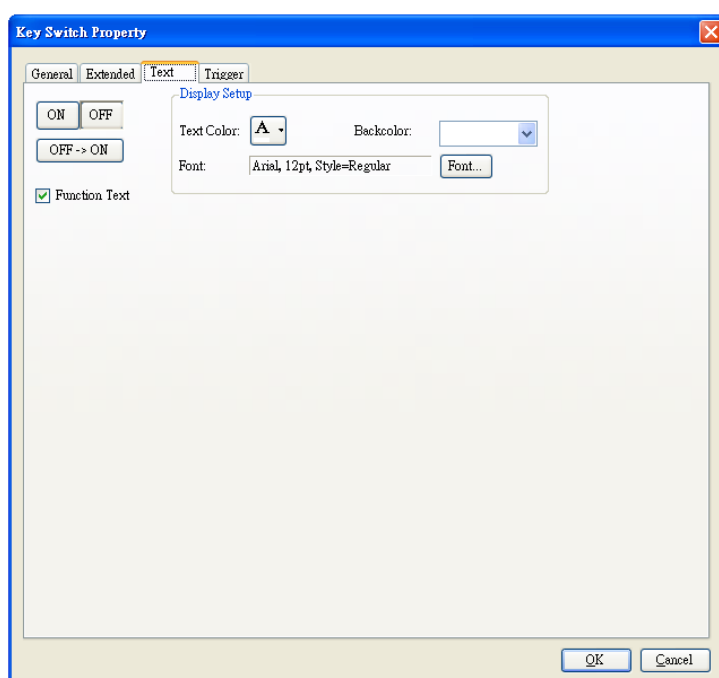 Key Switch Property
General Extended Text Trigger
Display Setup
ON OFF
Text Color: A Backcolor:
OFF -> ON
Font: Arial, 12pt, Style=Regular Font...
Function Text
OK Cancel